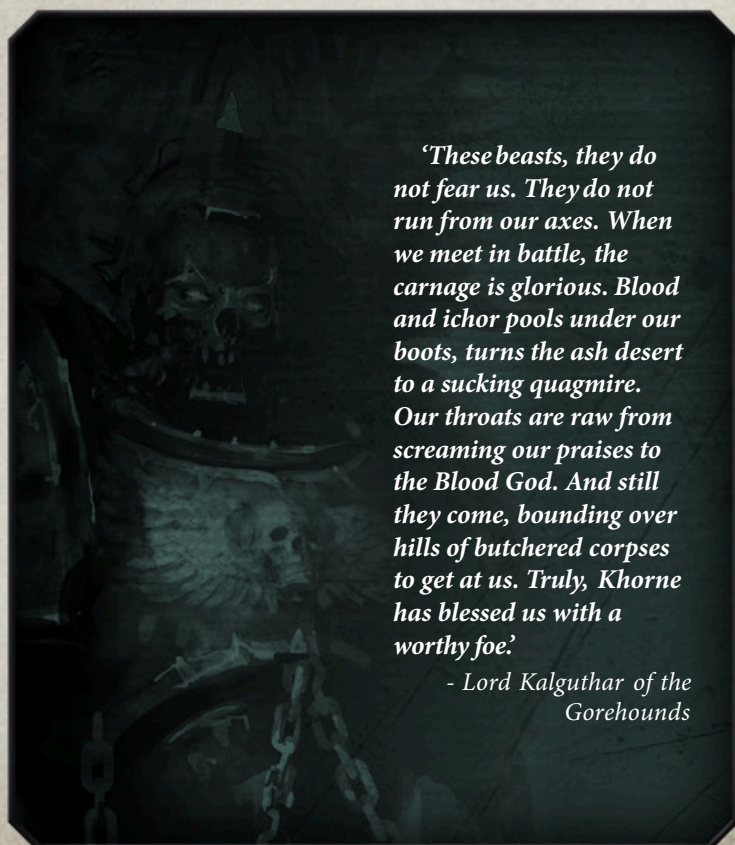 ‘These beasts, they do
not fear us. They do not
run from our axes. When
we meet in battle, the
carnage is glorious. Blood
and ichor pools under our
boots, turns the ash desert
to a sucking quagmire.
Our throats are raw from
screaming our praises to
the Blood God. And still
they come, bounding over
hills of butchered corpses
to get at us. Truly, Khorne
has blessed us with a
worthy foe.’
- Lord Kalguthar of the
Gorehounds